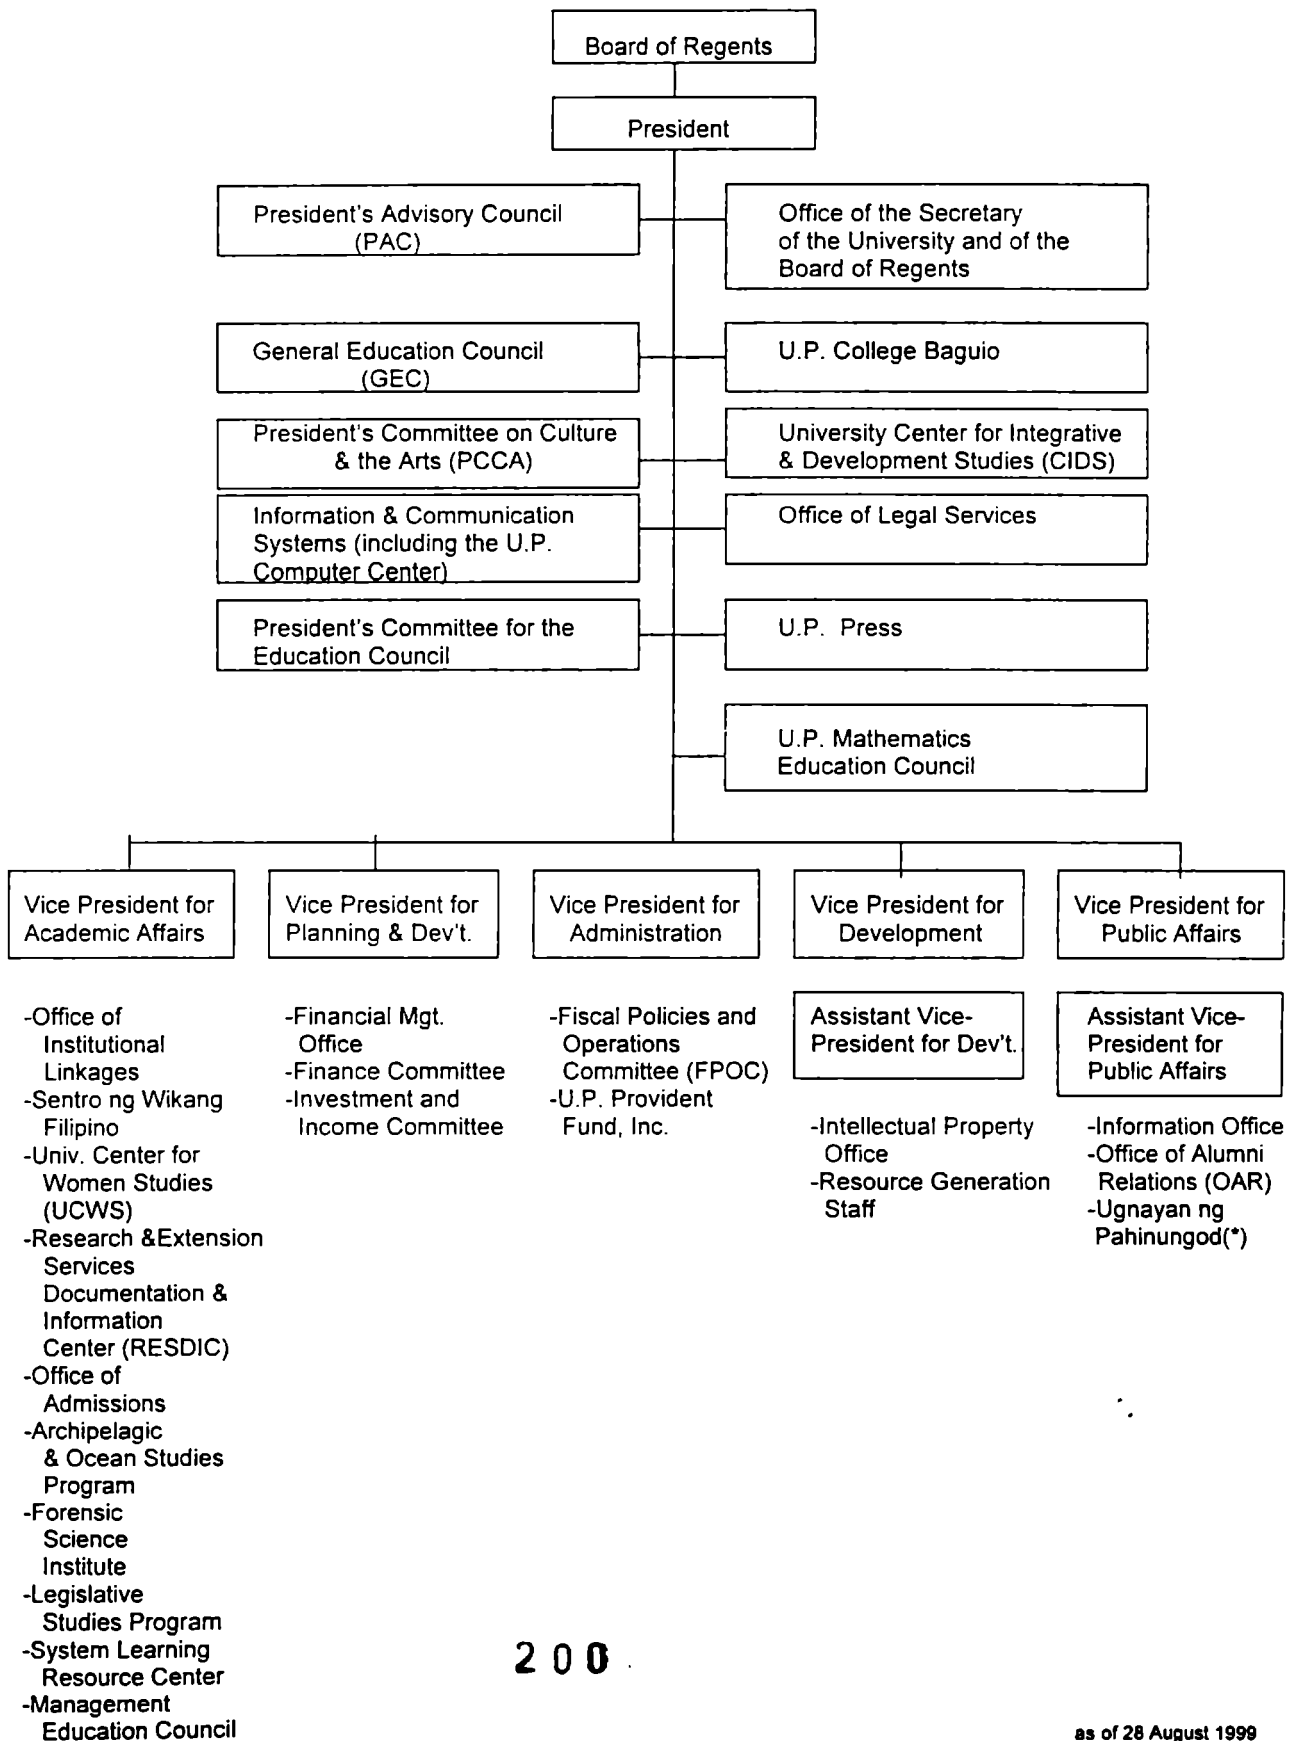 Board of Regents
President
President's Advisory Council
(PAC)
Office of the Secretary
of the University and of the
Board of Regents
General Education Council
(GEC)
U.P. College Baguio
President's Committee on Culture
& the Arts (PCCA)
University Center for Integrative
& Development Studies (CIDS)
Information & Communication
Systems (including the U.P.
Computer Center)
Office of Legal Services
President's Committee for the
Education Council
U.P. Press
U.P. Mathematics
Education Council
Vice President for
Academic Affairs
-Office of
Institutional
Linkages
-Sentro ng Wikang
Filipino
-Univ. Center for
Women Studies
(UCWS)
-Research &Extension
Services
Documentation &
Information
Center (RESDIC)
-Office of
Admissions
-Archipelagic
& Ocean Studies
Program
-Forensic
Science
Institute
-Legislative
Studies Program
-System Learning
Resource Center
-Management
Education Council
Vice President for
Planning & Dev't.
-Financial Mgt.
Office
-Finance Committee
-Investment and
Income Committee
Vice President for
Administration
-Fiscal Policies and
Operations
Committee (FPOC)
-U.P. Provident
Fund, Inc.
Vice President for
Development
Assistant Vice-
President for Dev't.
-Intellectual Property
Office
-Resource Generation
Staff
Vice President for
Public Affairs
Assistant Vice-
President for
Public Affairs
-Information Office
-Office of Alumni
Relations (OAR)
-Ugnayan ng
Pahinungod(*)
200
as of 28 August 1999